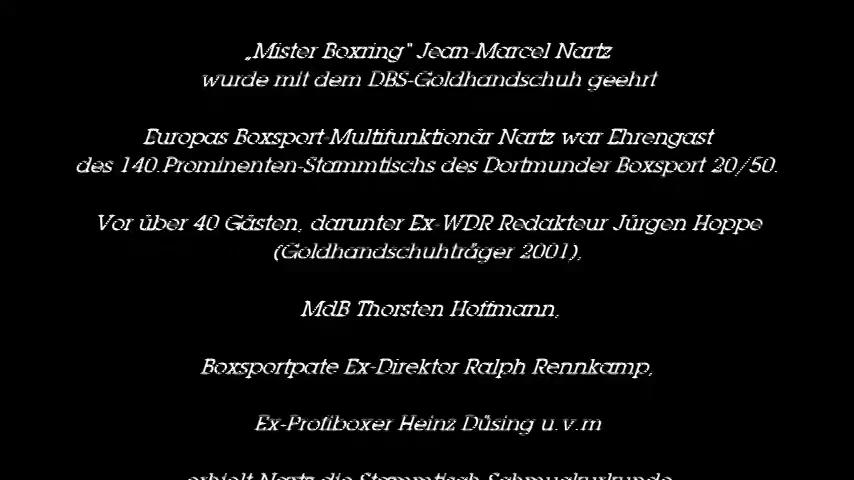 „Mister Boxring" Jean-Marcel Nartz
wurde mit dem DBS-Goldhandschuh geehrt
Europas Boxsport-Multifunktionär Nartz war Ehrengast
des 140.Prominenten-Stammtischs des Dortmunder Boxsport 20/50.
Vor über 40 Gästen, darunter Ex-WDR Redakteur Jürgen Hoppe
(Goldhandschuhträger 2001),
MdB Thorsten Hoffmann,
Boxsportpate Ex-Direktor Ralph Rennkamp,
Ex-Profiboxer Heinz Düsing u.v.m
erhielt Nartz die Stammtisch-Schmuckurkunde